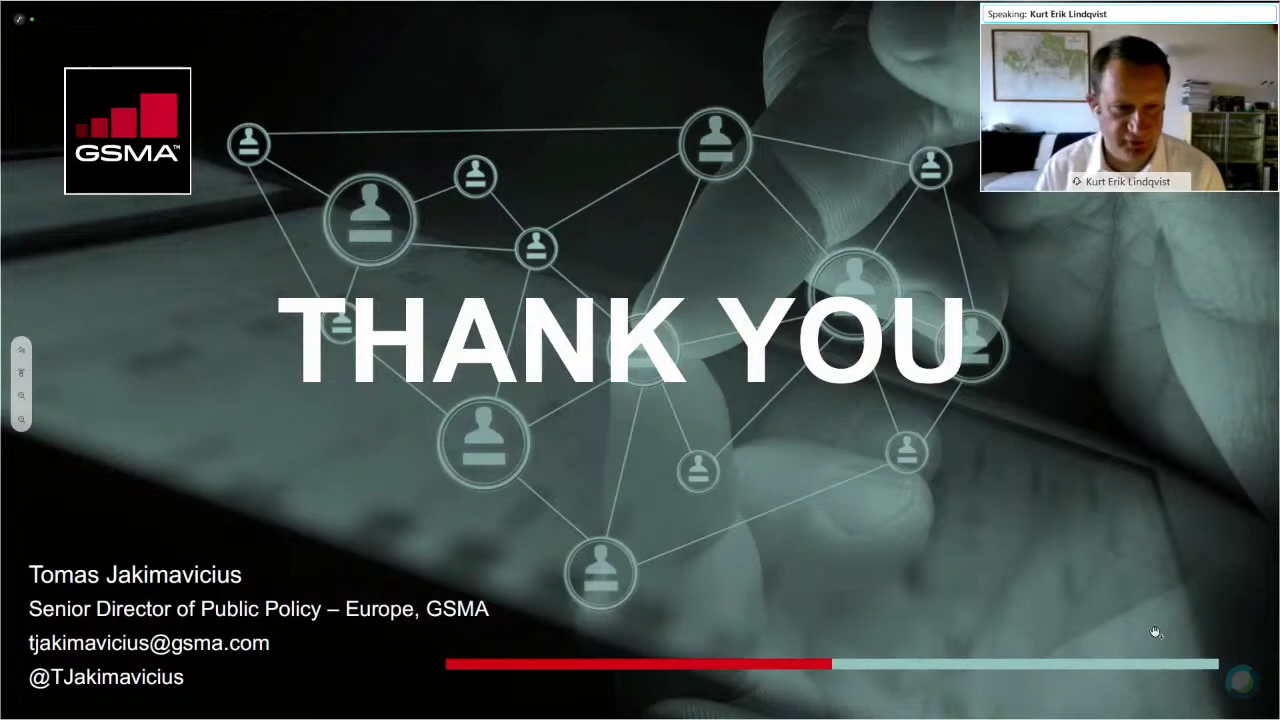 Speaking: Kurt Erik Lindqvist
Kurt Erik Lindqvist
GSMA™
THANK YOU
Tomas Jakimavicius
Senior Director of Public Policy – Europe, GSMA
tjakimavicius@gsma.com
@TJakimavicius